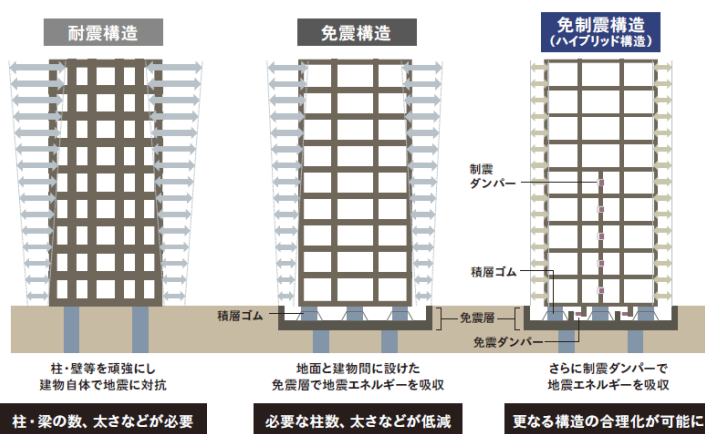 耐震構造
免震構造
免制震構造
(ハイブリッド構造)
制震
ダンパー
積層ゴム
積層ゴム
免震層
免震ダンパー
柱・壁等を頑強にし
建物自体で地震に対抗
地面と建物間に設けた
免震層で地震エネルギーを吸収
さらに制震ダンパーで
地震エネルギーを吸収
柱・梁の数、太さなどが必要
必要な柱数、太さなどが低減
更なる構造の合理化が可能に